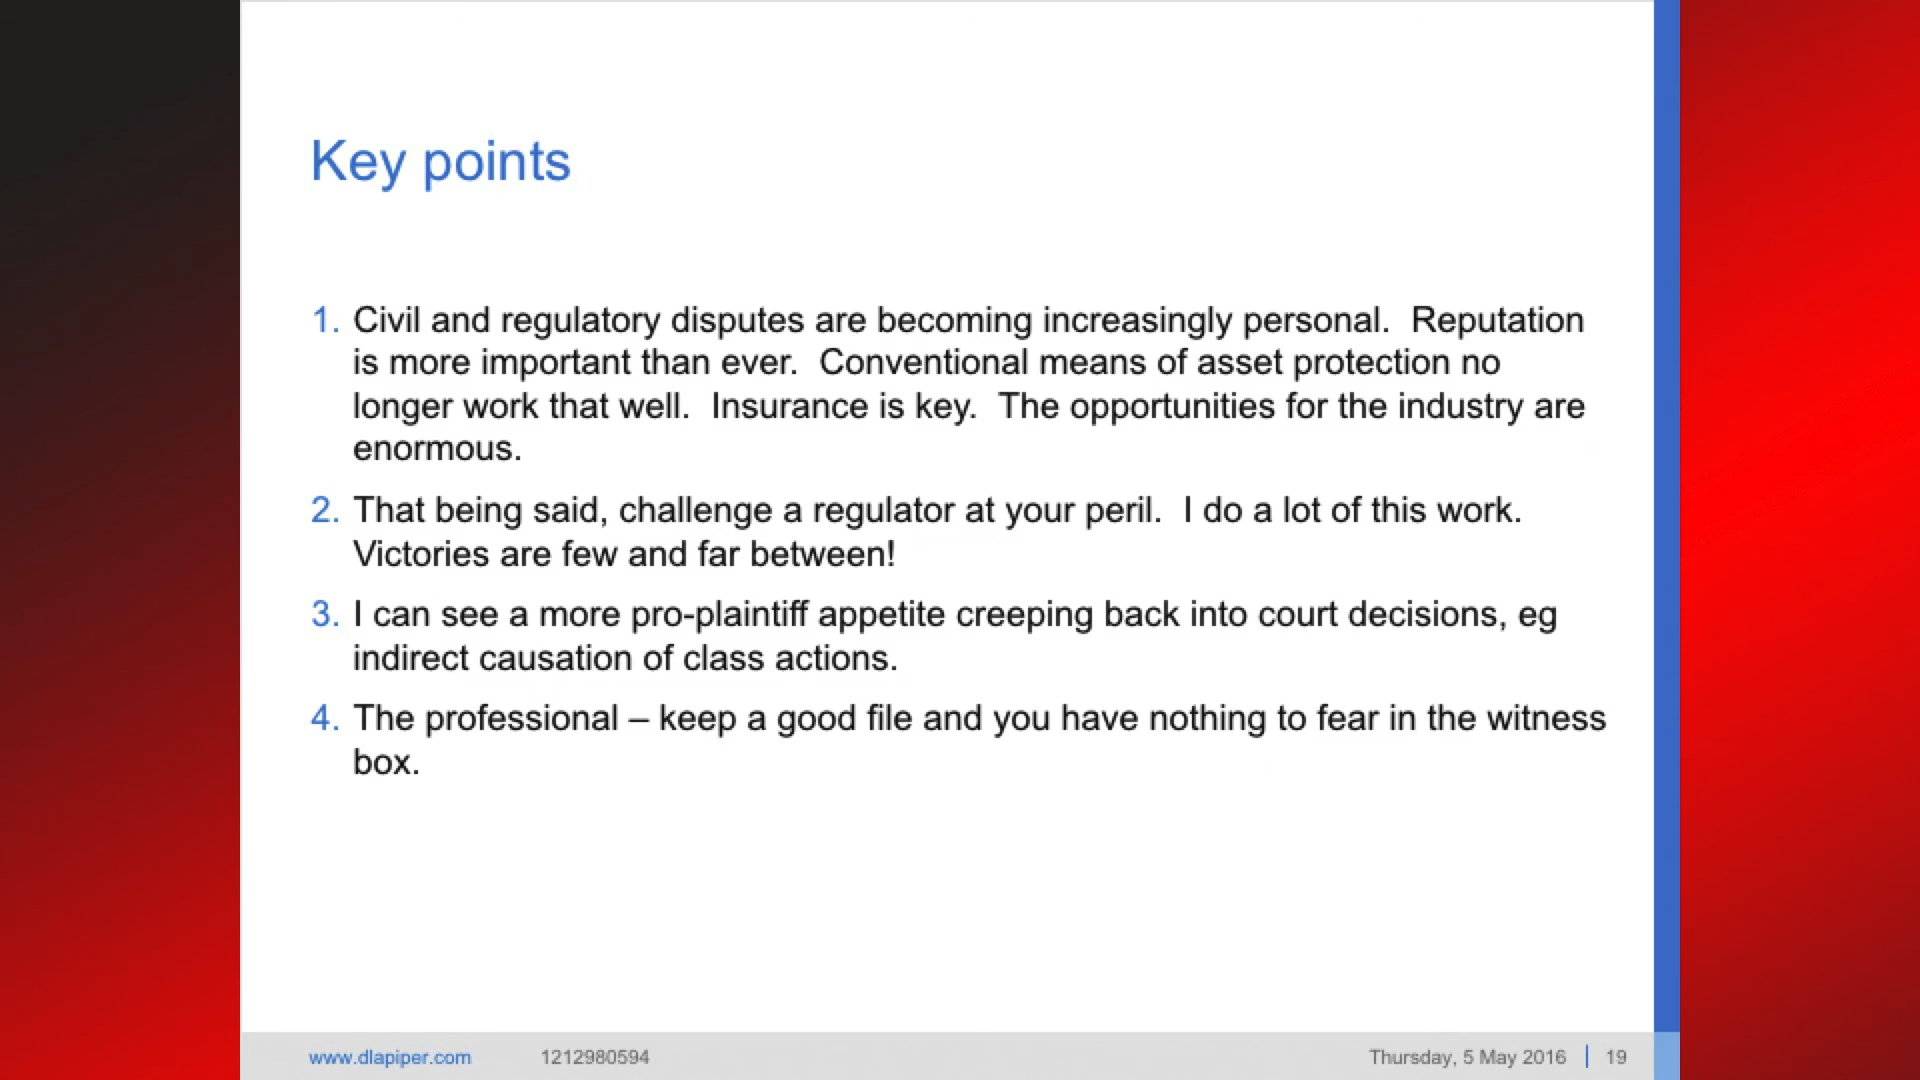 Key points
1. Civil and regulatory disputes are becoming increasingly personal.  Reputation
is more important than ever.  Conventional means of asset protection no
longer work that well.  Insurance is key.  The opportunities for the industry are
enormous.
2. That being said, challenge a regulator at your peril.  I do a lot of this work.
Victories are few and far between!
3. I can see a more pro-plaintiff appetite creeping back into court decisions, eg
indirect causation of class actions.
4. The professional – keep a good file and you have nothing to fear in the witness
box.
www.dlapiper.com 1212980594 Thursday, 5 May 2016 | 19